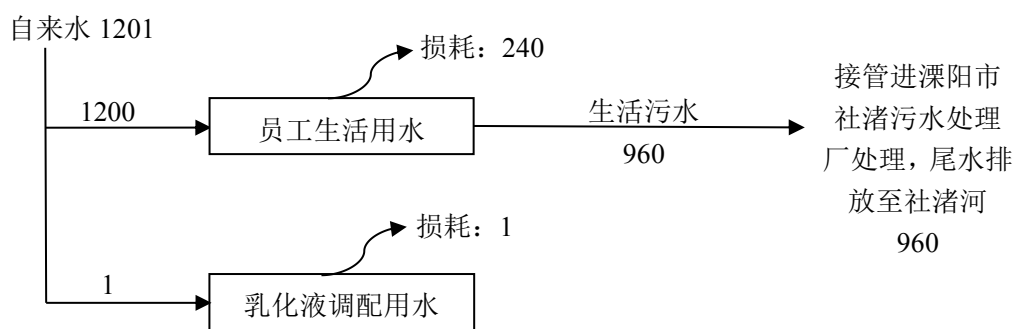 自来水 1201
损耗：240
1200
员工生活用水
生活污水
960
接管进溧阳市
社渚污水处理
厂处理，尾水排
放至社渚河
960
损耗：1
1
乳化液调配用水